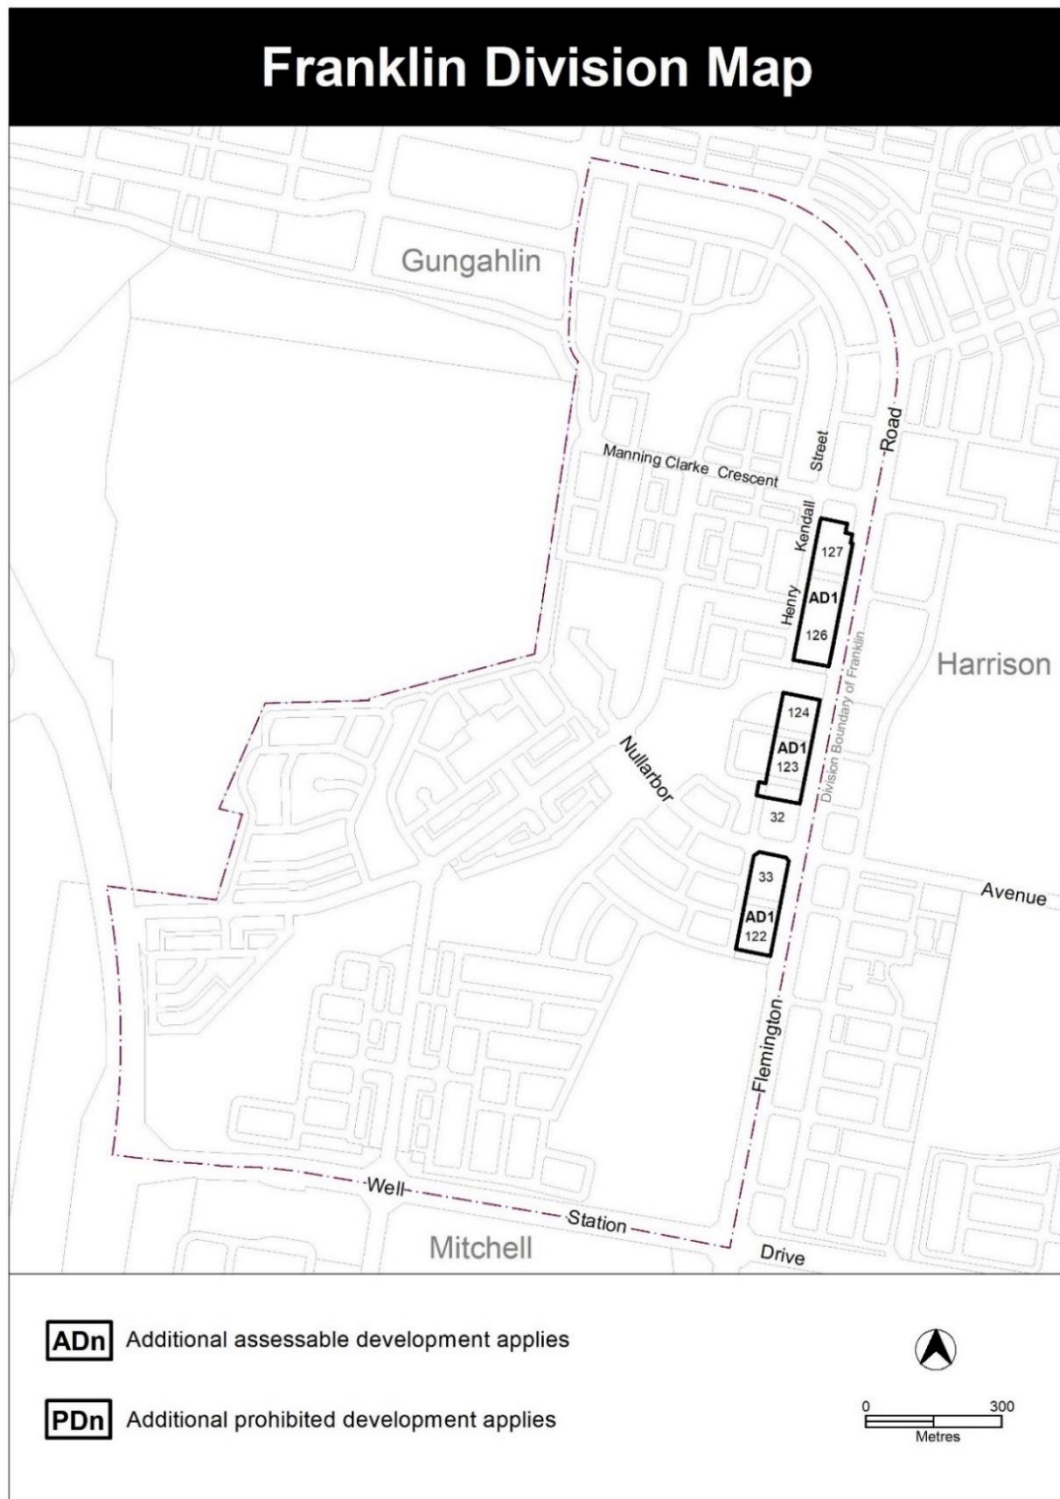 Franklin Division Map
Gungahlin
Manning Clarke Crescent
Street
Road
Kendall
Henry
127
AD1
126
Harrison
Division Boundary of Franklin
124
AD1
123
Nullarbor
32
33
AD1
122
Avenue
Flemington
Well
Station
Drive
Mitchell
ADn Additional assessable development applies
PDn Additional prohibited development applies
0 300
Metres